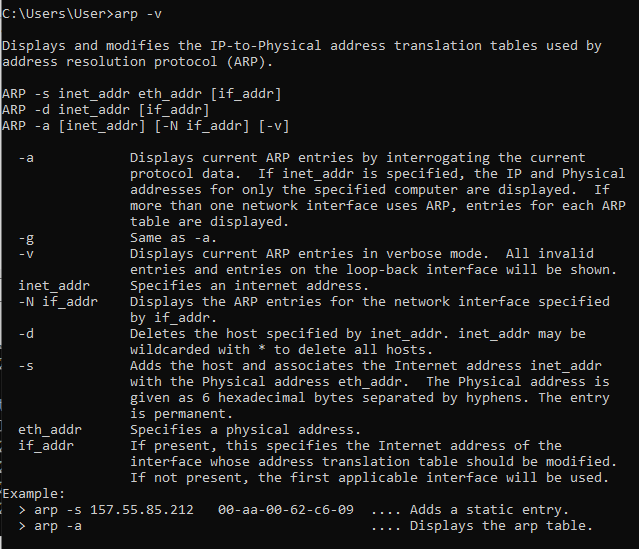 C:\Users\User>arp -v
Displays and modifies the IP-to-Physical address translation tables used by
address resolution protocol (ARP).
ARP -s inet_addr eth_addr [if_addr]
ARP -d inet_addr [if_addr]
ARP -a [inet_addr] [-N if_addr] [-v]
-a Displays current ARP entries by interrogating the current
protocol data. If inet_addr is specified, the IP and Physical
addresses for only the specified computer are displayed. If
more than one network interface uses ARP, entries for each ARP
table are displayed.
-g Same as -a.
-v Displays current ARP entries in verbose mode. All invalid
entries and entries on the loop-back interface will be shown.
inet_addr Specifies an internet address.
-N if_addr Displays the ARP entries for the network interface specified
by if_addr.
-d Deletes the host specified by inet_addr. inet_addr may be
wildcarded with * to delete all hosts.
-s Adds the host and associates the Internet address inet_addr
with the Physical address eth_addr. The Physical address is
given as 6 hexadecimal bytes separated by hyphens. The entry
is permanent.
eth_addr Specifies a physical address.
if_addr If present, this specifies the Internet address of the
interface whose address translation table should be modified.
If not present, the first applicable interface will be used.
Example:
> arp -s 157.55.85.212 00-aa-00-62-c6-09 .... Adds a static entry.
> arp -a .... Displays the arp table.